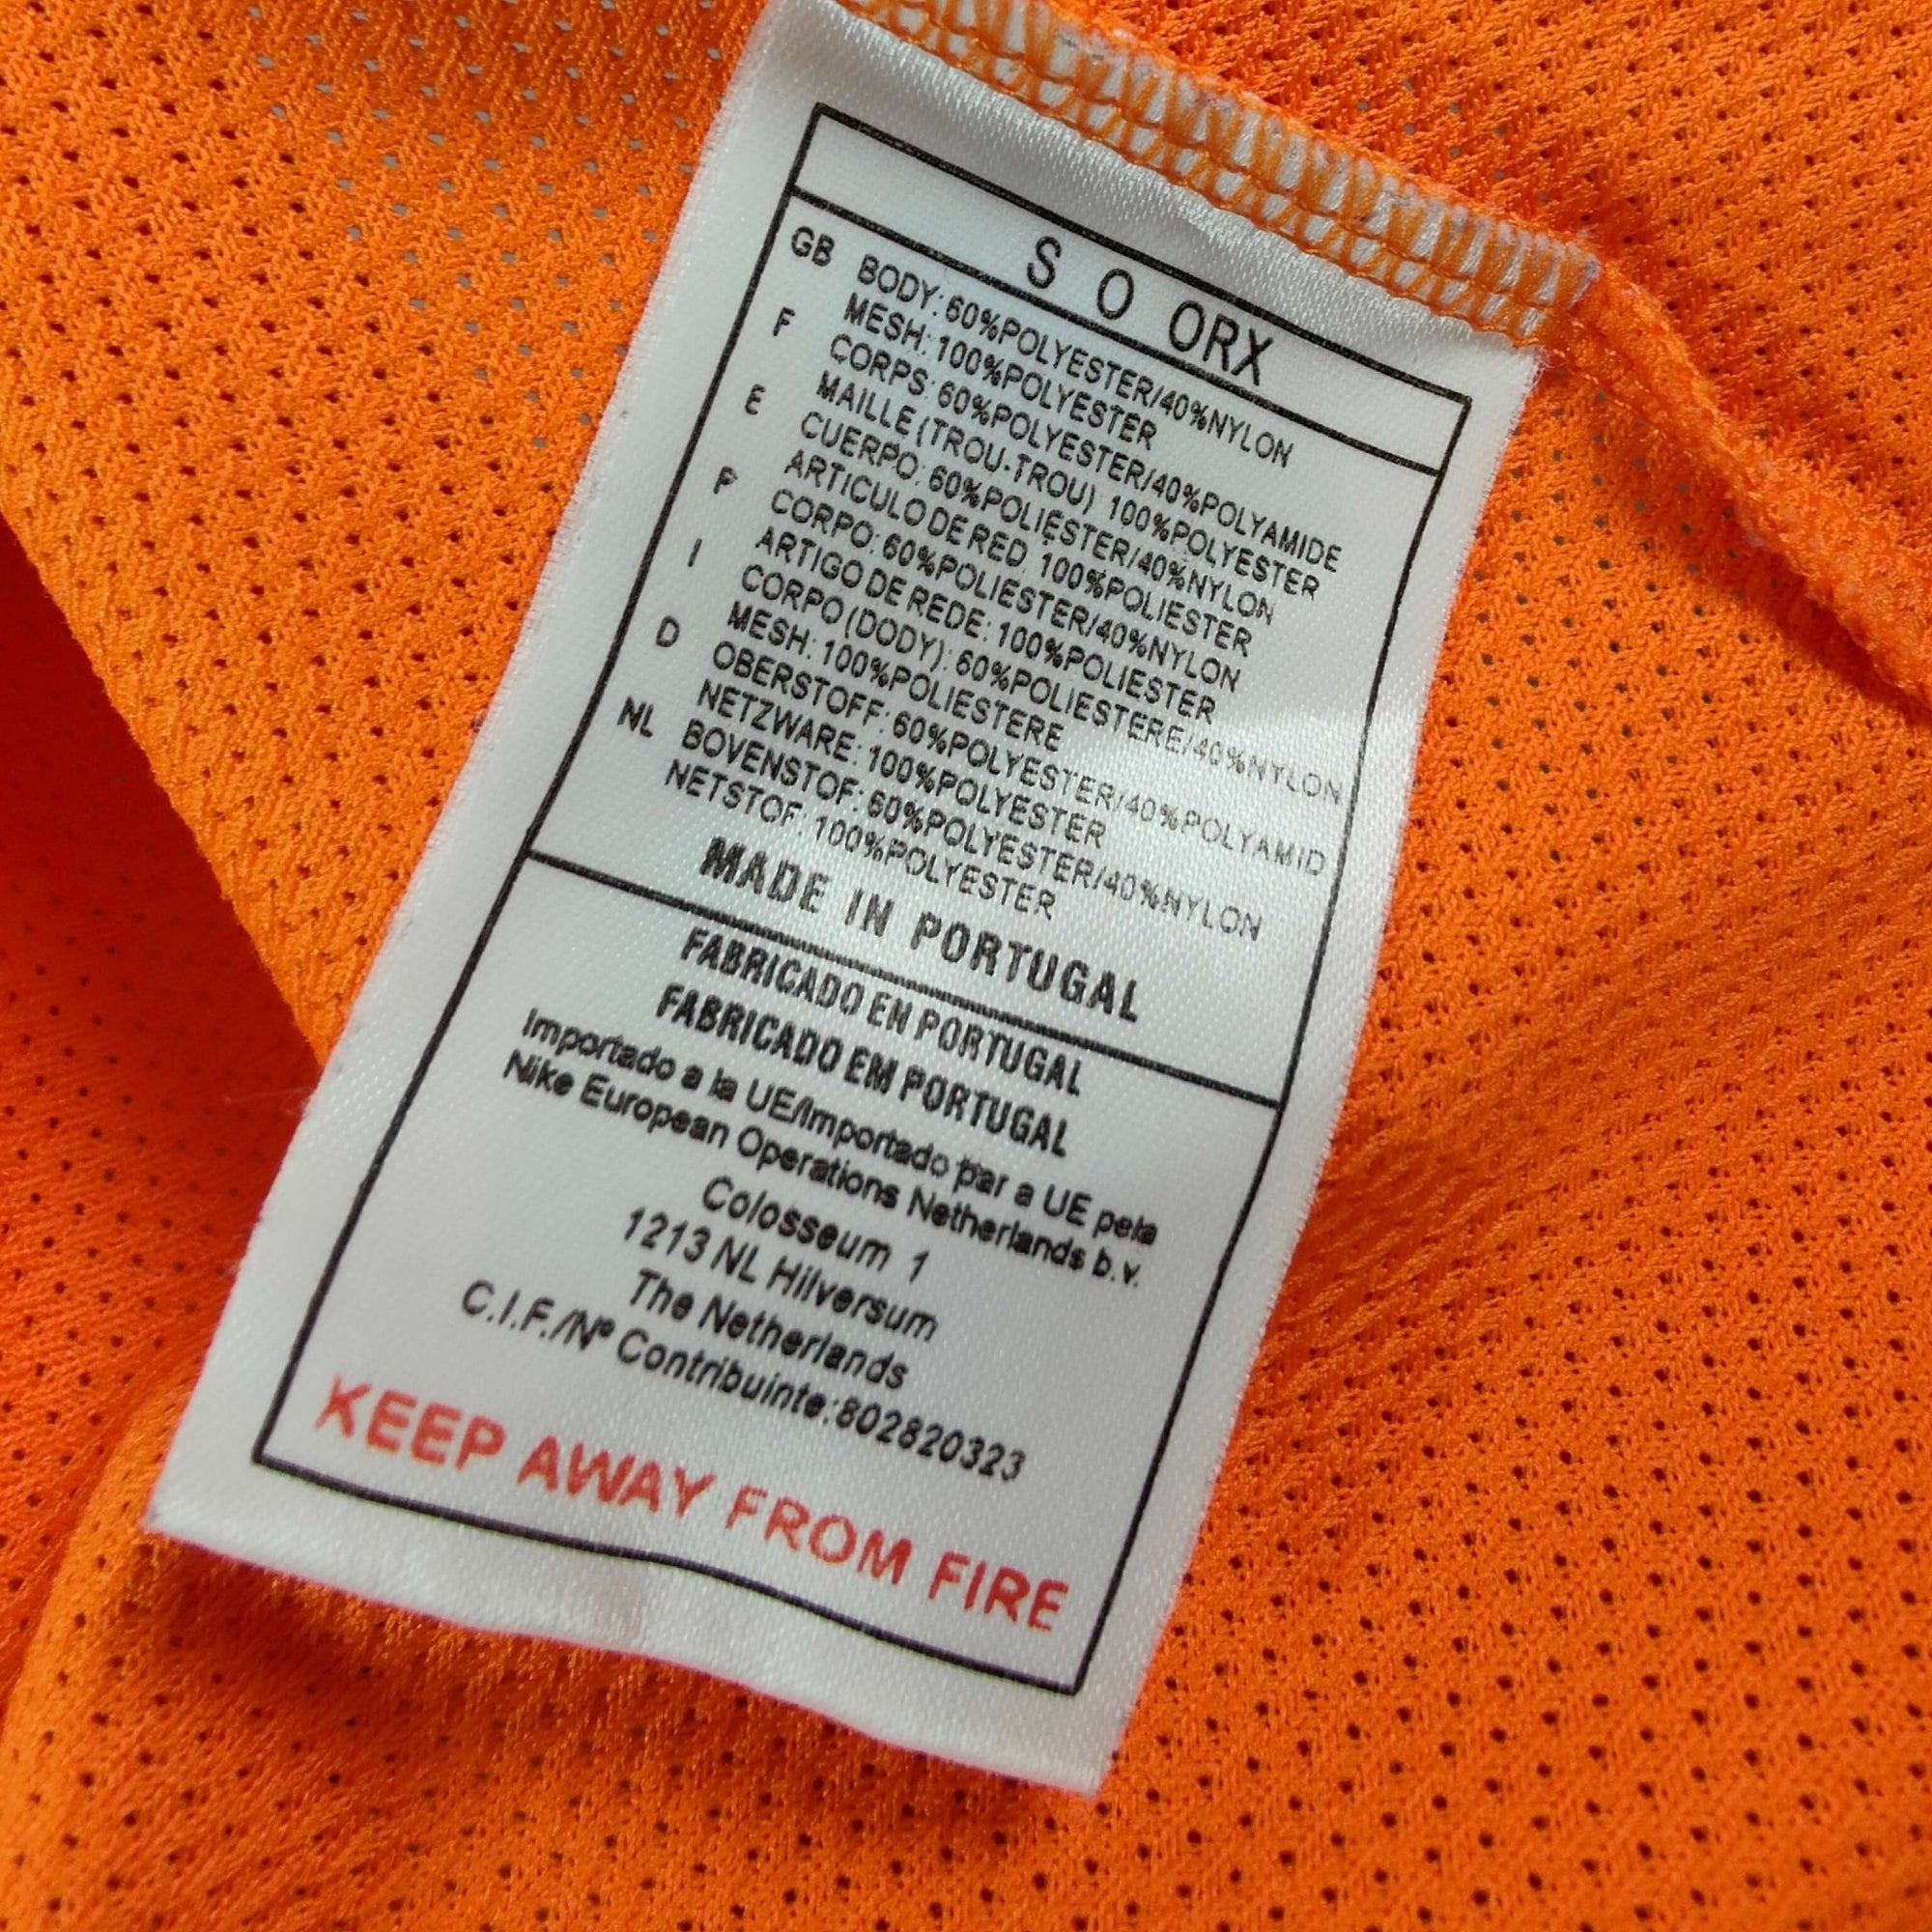 S O ORX
GB BODY: 60%POLYESTER/40%NYLON
MESH: 100%POLYESTER
F CORPS: 60%POLYESTER/40%POLYAMIDE
MAILLE (TROU-TROU) 100%POLYESTER
E CUERPO: 60%POLIÉSTER/40%NYLON
ARTICULO DE RED 100%POLIESTER
P CORPO: 60%POLIÉSTER/40%NYLON
ARTIGO DE REDE: 100%POLIESTER
I CORPO (DODY): 60%POLIESTERE/40%NYLON
MESH: 100%POLIESTERE
D OBERSTOFF: 60%POLYESTER/40%POLYAMID
NETZWARE: 100%POLYESTER
NL BOVENSTOF: 60%POLYESTER/40%NYLON
NETSTOF: 100%POLYESTER
MADE IN PORTUGAL
FABRICADO EN PORTUGAL
FABRICADO EM PORTUGAL
Importado a la UE/Importado par a UE pela
Nike European Operations Netherlands b.v.
Colosseum 1
1213 NL Hilversum
The Netherlands
C.I.F./Nº Contribuinte:802820323
KEEP AWAY FROM FIRE